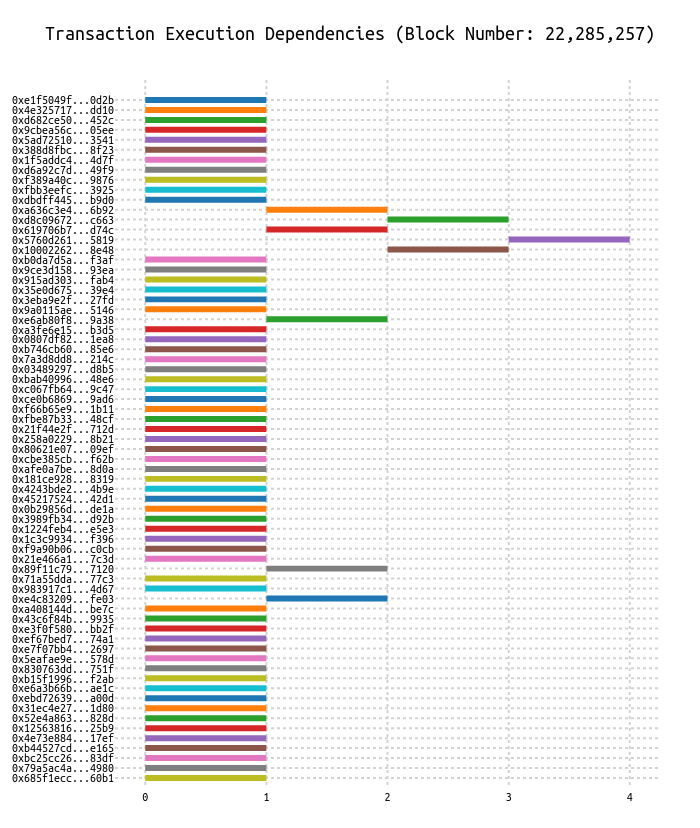 Transaction Execution Dependencies (Block Number: 22,285,257)
0xe1f5049f...0d2b
0x4e325717...dd10
0xd682ce50...452c
0x9cbea56c...05ee
0x5ad72510...3541
0x388d8fbc...8f23
0x1f5addc4...4d7f
0xd6a92c7d...49f9
0xf389a40c...9876
0xfbb3eefc...3925
0xdbdff445...b9d0
0xa636c3e4...6b92
0xd8c09672...c663
0x619706b7...d74c
0x5760d261...5819
0x10002262...8e48
0xb0da7d5a...f3af
0x9ce3d158...93ea
0x915ad303...fab4
0x35e0d675...39e4
0x3eba9e2f...27fd
0x9a0115ae...5146
0xe6ab80f8...9a38
0xa3fe6e15...b3d5
0x0807df82...1ea8
0xb746cb60...85e6
0x7a3d8dd8...214c
0x03489297...d8b5
0xbab40996...48e6
0xc067fb64...9c47
0xce0b6869...9ad6
0xf66b65e9...1b11
0xfbe87b33...48cf
0x21f44e2f...712d
0x258a0229...8b21
0x80621e07...09ef
0xcbe385cb...f62b
0xafe0a7be...8d0a
0x181ce928...8319
0x4243bde2...4b9e
0x45217524...42d1
0x0b29856d...de1a
0x3989fb34...d92b
0x1224feb4...e5e3
0x1c3c9934...f396
0xf9a90b06...c0cb
0x21e466a1...7c3d
0x89f11c79...7120
0x71a55dda...77c3
0x983917c1...4d67
0xe4c83209...fe03
0xa408144d...be7c
0x43c6f84b...9935
0xe3f0f580...bb2f
0xef67bed7...74a1
0xe7f07bb4...2697
0x5eafae9e...578d
0x830763dd...751f
0xb15f1996...f2ab
0xe6a3b66b...ae1c
0xebd72639...a00d
0x31ec4e27...1d80
0x52e4a863...828d
0x12563816...25b9
0x4e73e884...17ef
0xb44527cd...e165
0xbc25cc26...83df
0x79a5ac4a...4980
0x685f1ecc...60b1
0 1 2 3 4